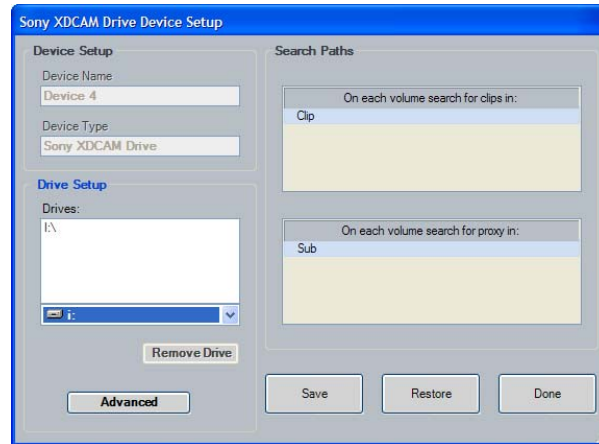 Sony XDCAM Drive Device Setup
Device Setup
Device Name
Device 4
Device Type
Sony XDCAM Drive
Drive Setup
Drives:
I:\
i:
Remove Drive
Advanced
Search Paths
On each volume search for clips in:
Clip
On each volume search for proxy in:
Sub
Save
Restore
Done